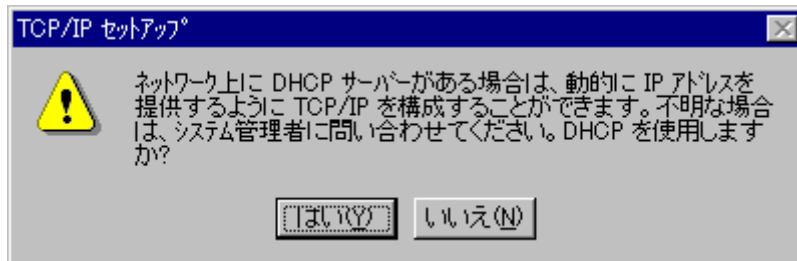 TCP/IP ｾｯﾄｱｯﾌﾟ
ﾈｯﾄﾜｰｸ上に DHCP ｻｰﾊﾞｰがある場合は、動的に IP ｱﾄﾞﾚｽを
提供するように TCP/IP を構成することができます。不明な場合
は、ｼｽﾃﾑ管理者に問い合わせてください。DHCP を使用します
か?
はい(Y) いいえ(N)